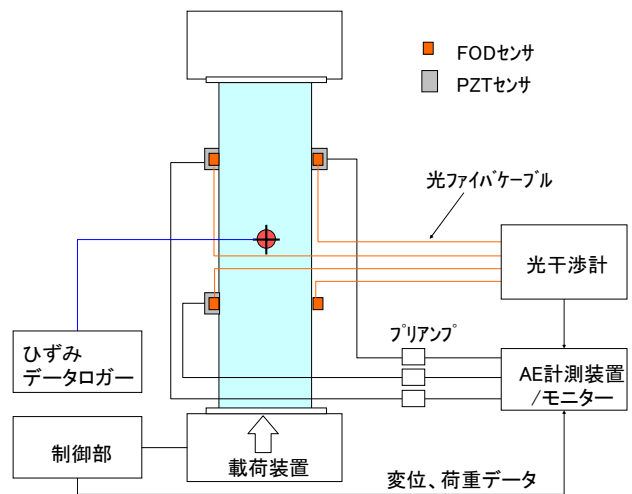 FODセンサ
PZTセンサ
光ファイバケーブル
光干渉計
プリアンプ
ひずみ
データロガー
AE計測装置
/モニター
制御部
載荷装置
変位、荷重データ